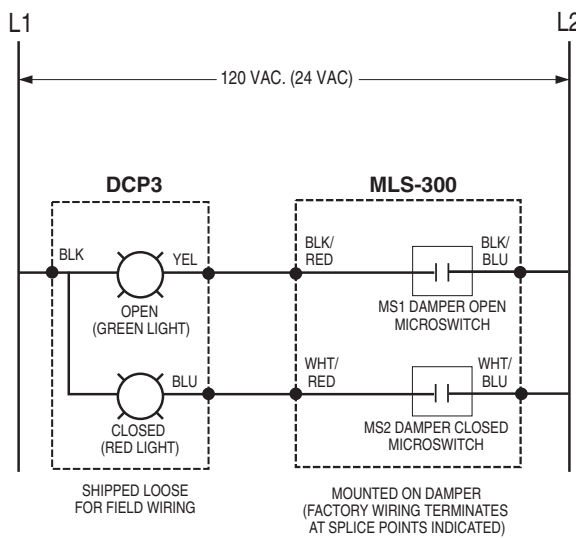 L1
L2
120 VAC. (24 VAC)
DCP3
MLS-300
BLK
YEL
BLK/
RED
BLK/
BLU
OPEN
(GREEN LIGHT)
MS1 DAMPER OPEN
MICROSWITCH
BLU
WHT/
RED
WHT/
BLU
CLOSED
(RED LIGHT)
MS2 DAMPER CLOSED
MICROSWITCH
SHIPPED LOOSE
FOR FIELD WIRING
MOUNTED ON DAMPER
(FACTORY WIRING TERMINATES
AT SPLICE POINTS INDICATED)